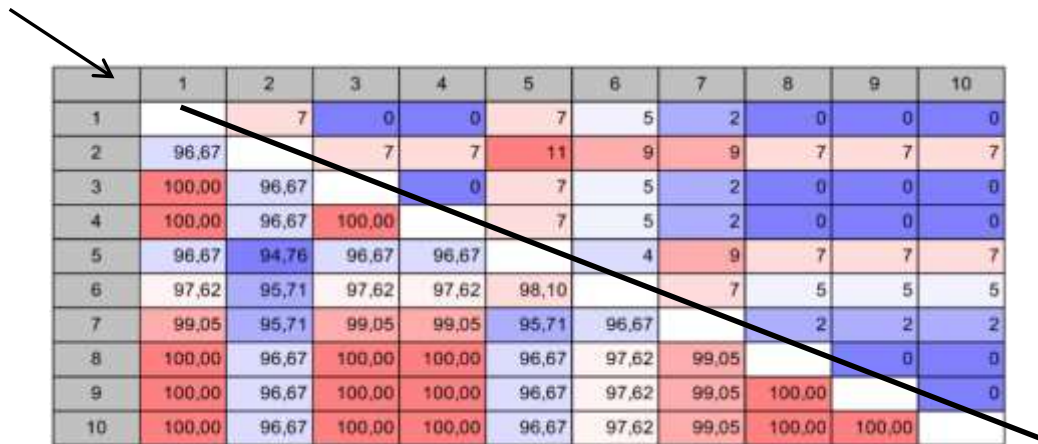 1 2 3 4 5 6 7 8 9 10
1 7 0 0 7 5 2 0 0 0
2 96,67 7 7 11 9 9 7 7 7
3 100,00 96,67 0 7 5 2 0 0 0
4 100,00 96,67 100,00 7 5 2 0 0 0
5 96,67 94,76 96,67 96,67 4 9 7 7 7
6 97,62 95,71 97,62 97,62 98,10 7 5 5 5
7 99,05 95,71 99,05 99,05 95,71 96,67 2 2 2
8 100,00 96,67 100,00 100,00 96,67 97,62 99,05 0 0
9 100,00 96,67 100,00 100,00 96,67 97,62 99,05 100,00 0
10 100,00 96,67 100,00 100,00 96,67 97,62 99,05 100,00 100,00